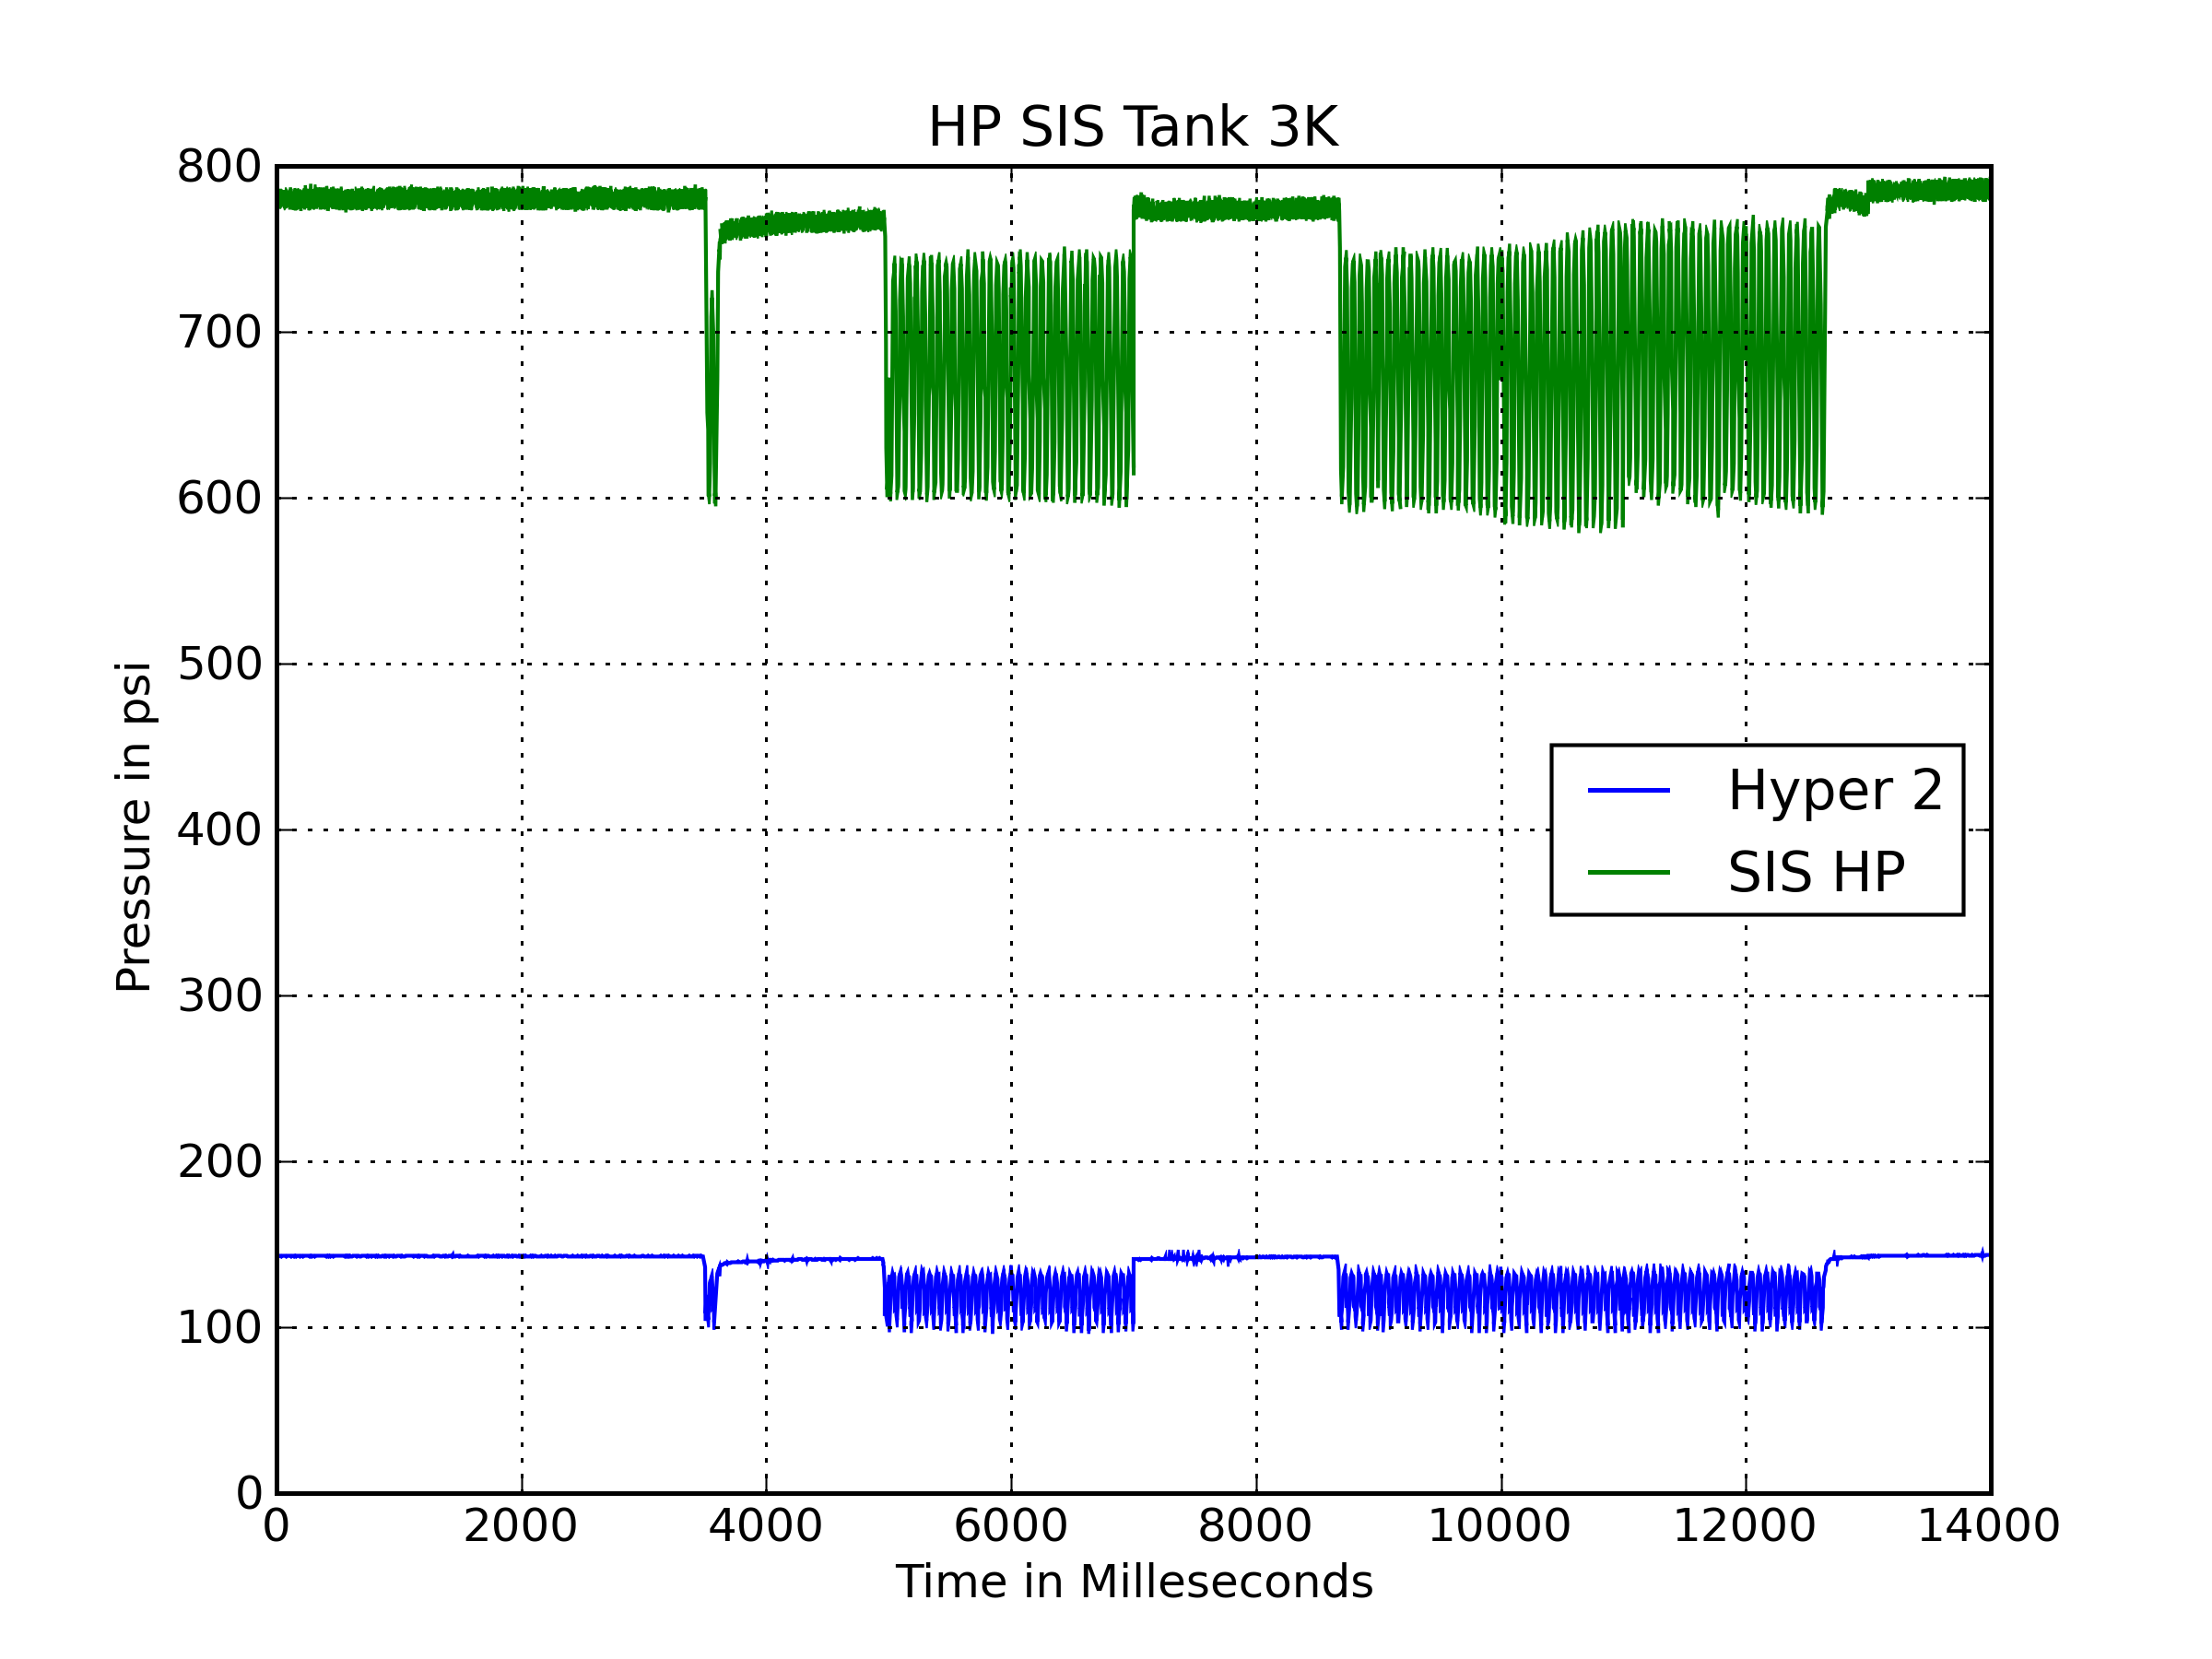 HP SIS Tank 3K
800
700
600
500
400
300
200
100
0
Pressure in psi
Hyper 2
SIS HP
0 2000 4000 6000 8000 10000 12000 14000
Time in Milleseconds